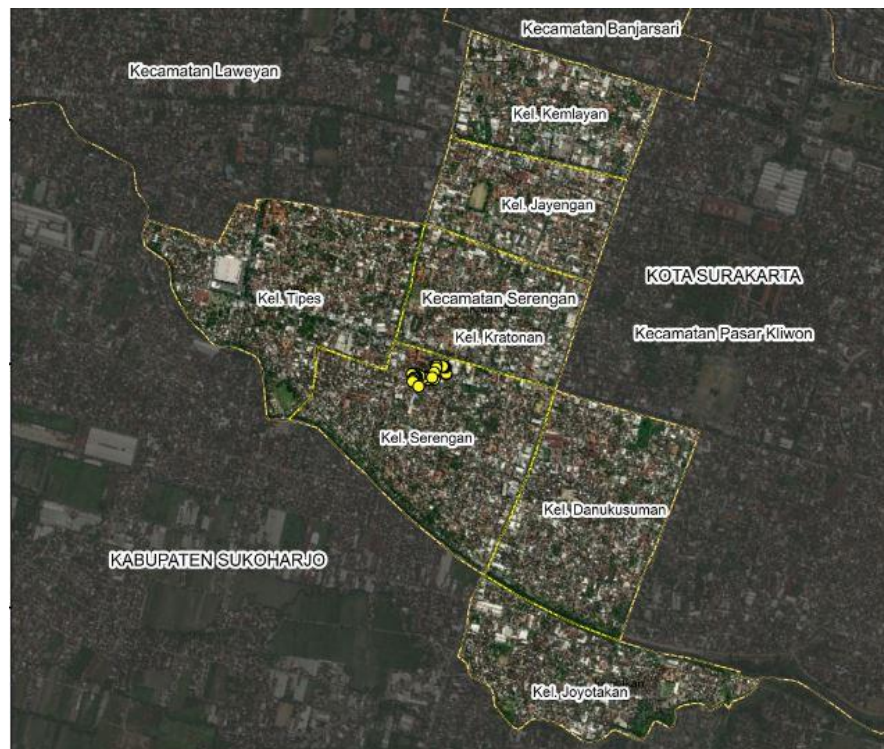 Kecamatan Banjarsari
Kecamatan Laweyan
Kel. Kemlayan
Kel. Jayengan
KOTA SURAKARTA
Kel. Tipes
Kecamatan Serengan
Kel. Kratonan
Kecamatan Pasar Kliwon
Kel. Serengan
Kel. Danukusuman
KABUPATEN SUKOHARJO
Kel. Joyotakan